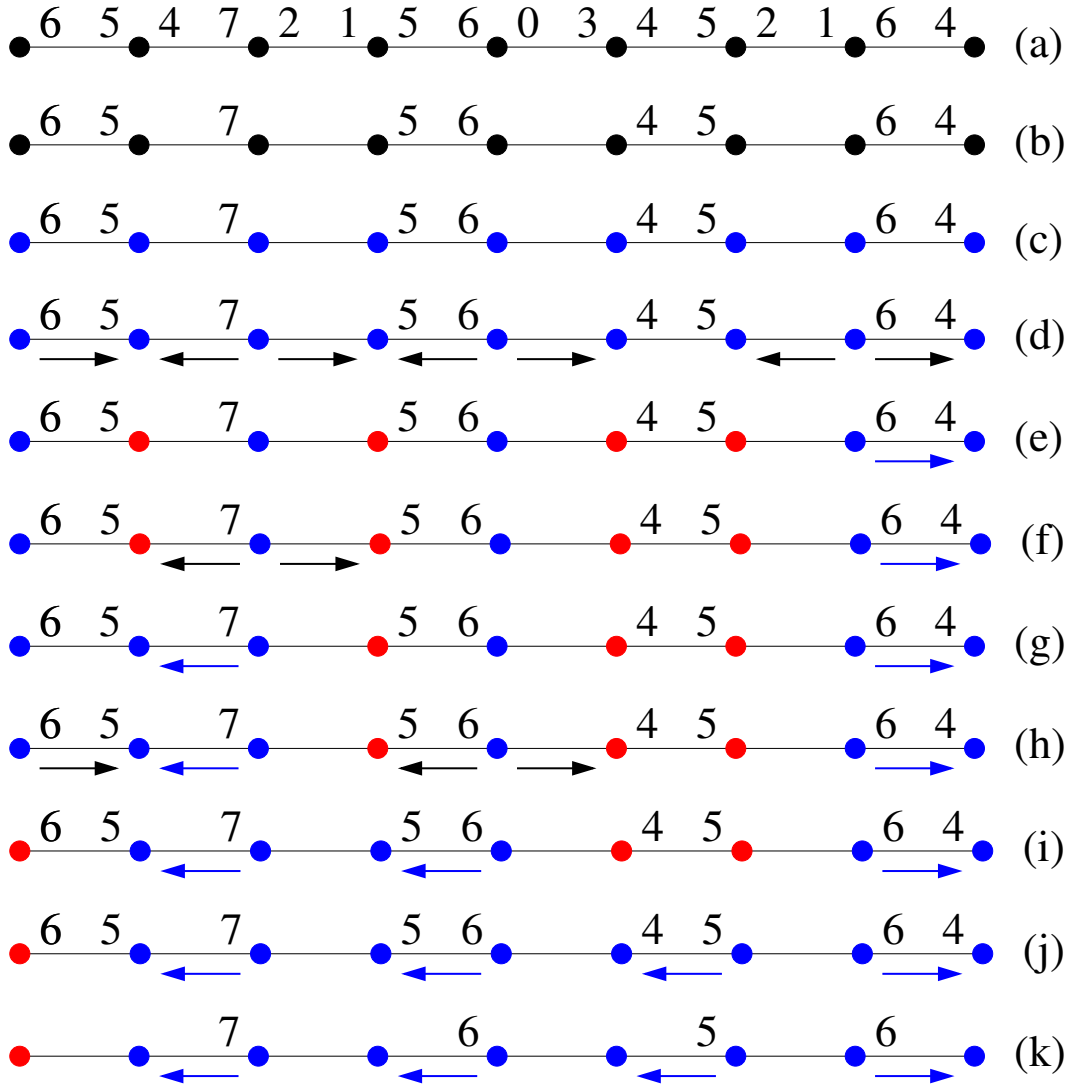 6 5 4 7 2 1 5 6 0 3 4 5 2 1 6 4 (a)
6 5 7 5 6 4 5 6 4 (b)
6 5 7 5 6 4 5 6 4 (c)
6 5 7 5 6 4 5 6 4 (d)
6 5 7 5 6 4 5 6 4 (e)
6 5 7 5 6 4 5 6 4 (f)
6 5 7 5 6 4 5 6 4 (g)
6 5 7 5 6 4 5 6 4 (h)
6 5 7 5 6 4 5 6 4 (i)
6 5 7 5 6 4 5 6 4 (j)
7 6 5 6 (k)